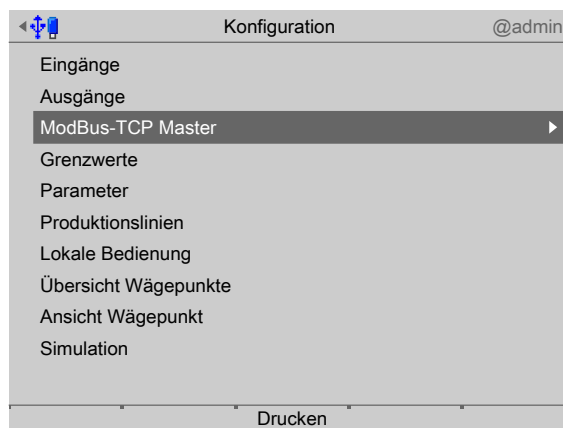 Konfiguration @admin
Eingänge
Ausgänge
ModBus-TCP Master
Grenzwerte
Parameter
Produktionslinien
Lokale Bedienung
Übersicht Wägepunkte
Ansicht Wägepunkt
Simulation
Drucken